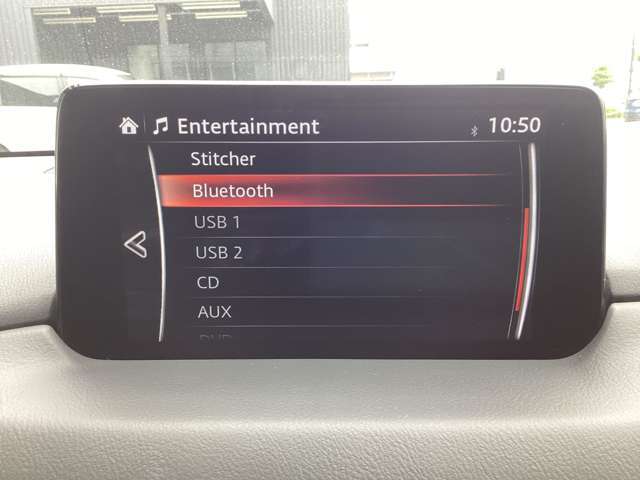 Entertainment
10:50
Stitcher
Bluetooth
USB 1
USB 2
CD
AUX